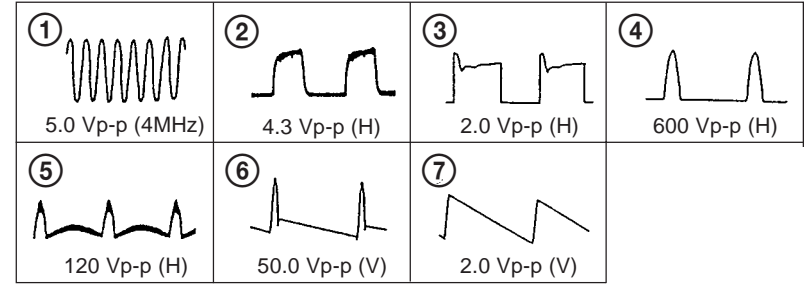 1 2 3 4
5.0 Vp-p (4MHz) 4.3 Vp-p (H) 2.0 Vp-p (H) 600 Vp-p (H)
5 6 7
120 Vp-p (H) 50.0 Vp-p (V) 2.0 Vp-p (V)